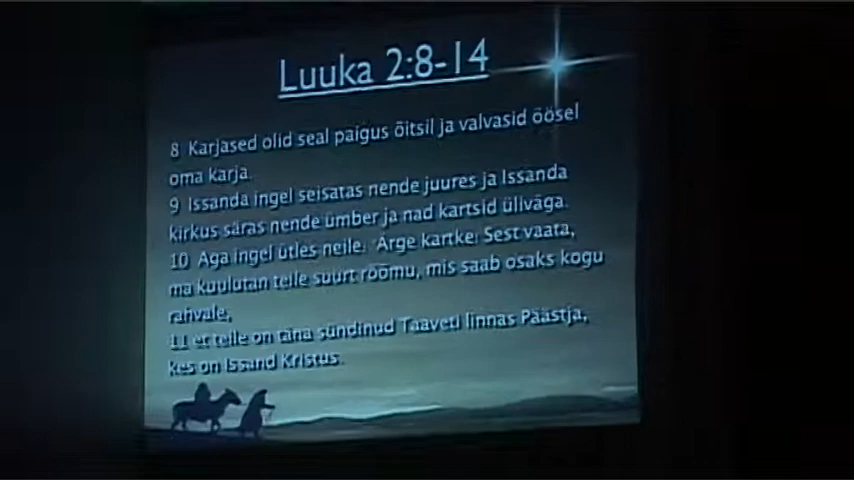 Luuka 2:8-14
8 Karjased olid seal paigus õitsil ja valvasid öösel
oma karja.
9 Issanda ingel seisatas nende juures ja Issanda
kirkus säras nende ümber ja nad kartsid üliväga.
10 Aga ingel ütles neile: "Ärge kartke! Sest vaata,
ma kuulutan teile suurt rõõmu, mis saab osaks kogu
rahvale,
11 et teile on täna sündinud Taaveti linnas Päästja,
kes on Issand Kristus.